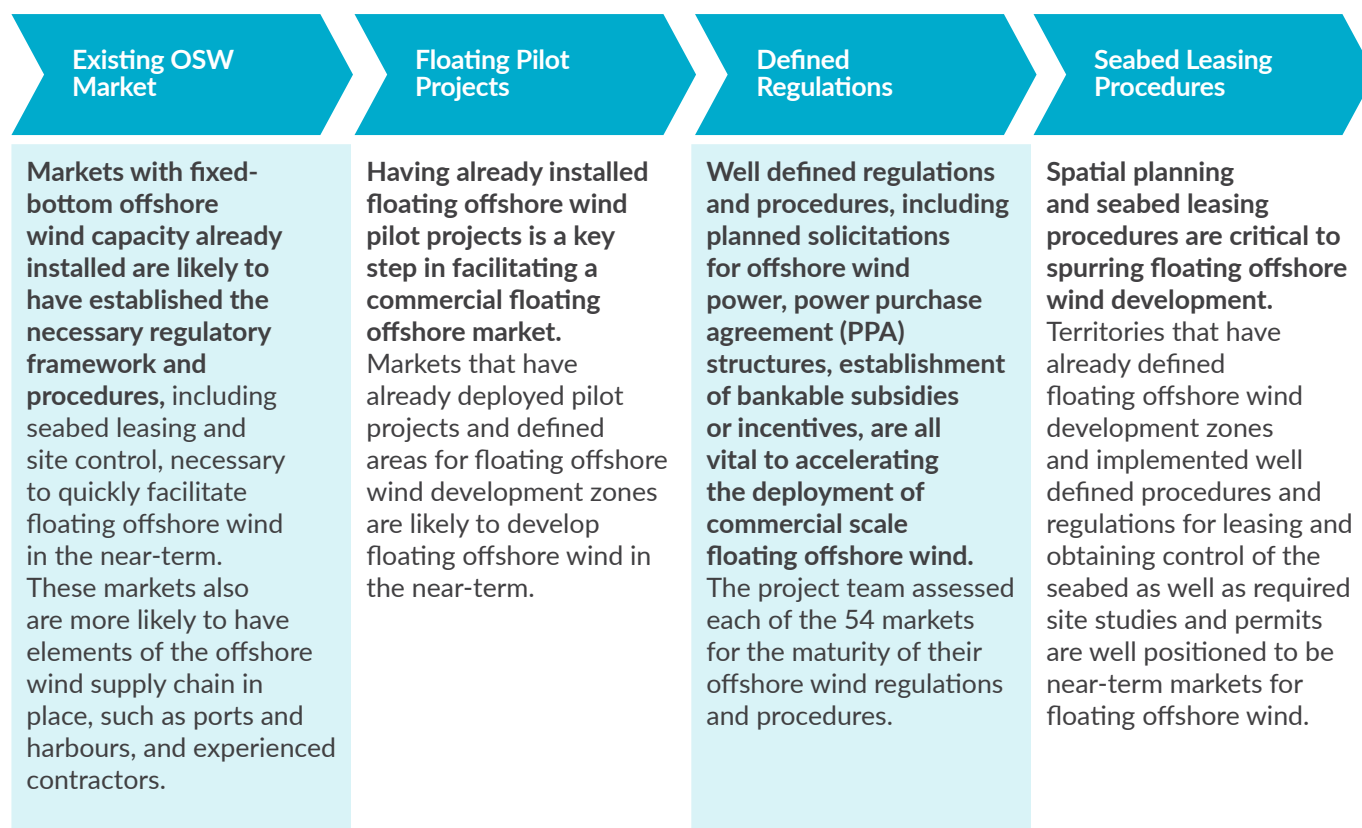 Existing OSW
Market
Floating Pilot
Projects
Defined
Regulations
Seabed Leasing
Procedures
Markets with fixed-
bottom offshore
wind capacity already
installed are likely to
have established the
necessary regulatory
framework and
procedures, including
seabed leasing and
site control, necessary
to quickly facilitate
floating offshore wind
in the near-term.
These markets also
are more likely to have
elements of the offshore
wind supply chain in
place, such as ports and
harbours, and experienced
contractors.
Having already installed
floating offshore wind
pilot projects is a key
step in facilitating a
commercial floating
offshore market.
Markets that have
already deployed pilot
projects and defined
areas for floating offshore
wind development zones
are likely to develop
floating offshore wind in
the near-term.
Well defined regulations
and procedures, including
planned solicitations
for offshore wind
power, power purchase
agreement (PPA)
structures, establishment
of bankable subsidies
or incentives, are all
vital to accelerating
the deployment of
commercial scale
floating offshore wind.
The project team assessed
each of the 54 markets
for the maturity of their
offshore wind regulations
and procedures.
Spatial planning
and seabed leasing
procedures are critical to
spurring floating offshore
wind development.
Territories that have
already defined
floating offshore wind
development zones
and implemented well
defined procedures and
regulations for leasing and
obtaining control of the
seabed as well as required
site studies and permits
are well positioned to be
near-term markets for
floating offshore wind.